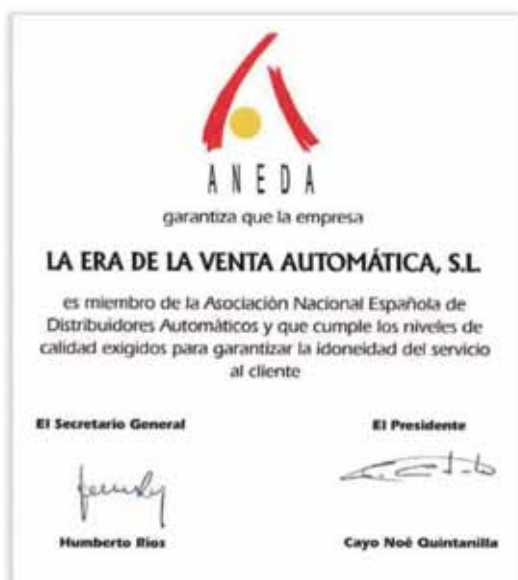 ANEDA
garantiza que la empresa
LA ERA DE LA VENTA AUTOMÁTICA, S.L.
es miembro de la Asociación Nacional Española de
Distribuidores Automáticos y que cumple los niveles de
calidad exigidos para garantizar la idoneidad del servicio
al cliente
El Secretario General
El Presidente
Humberto Ríos
Cayo Noé Quintanilla